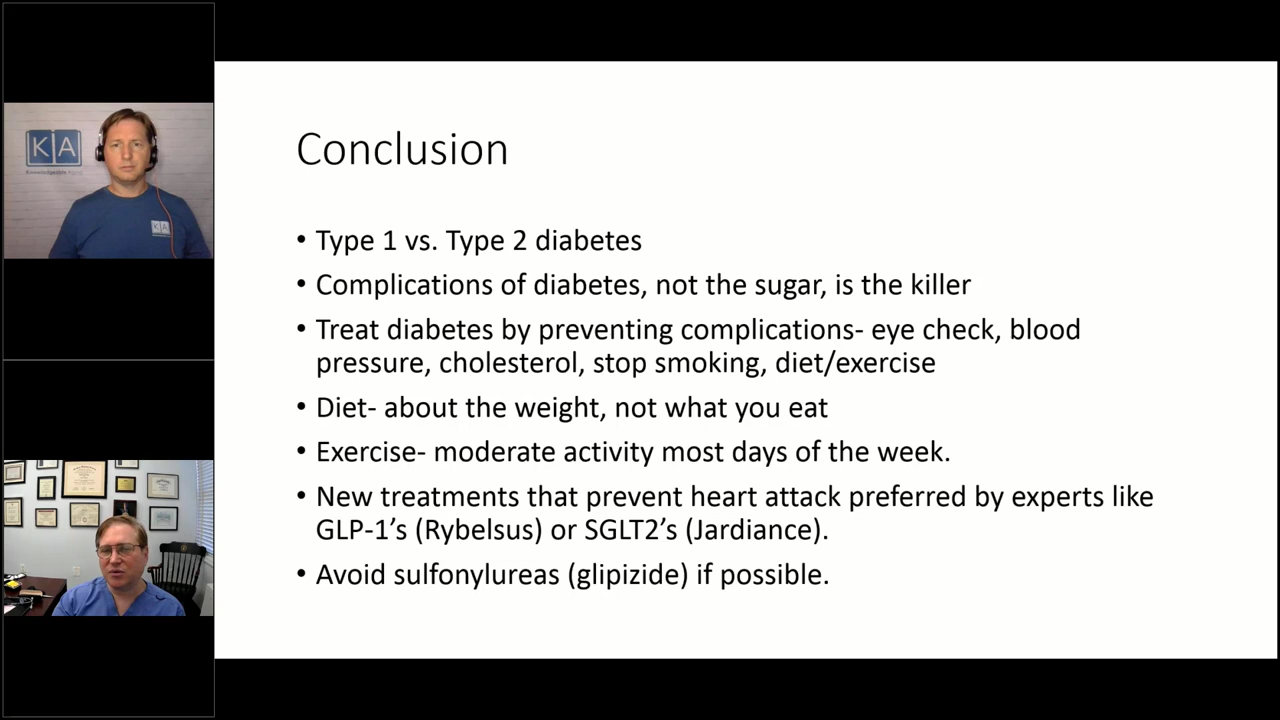 K A
Knowledgeable Aging
KA
Conclusion
• Type 1 vs. Type 2 diabetes
• Complications of diabetes, not the sugar, is the killer
• Treat diabetes by preventing complications- eye check, blood
pressure, cholesterol, stop smoking, diet/exercise
• Diet- about the weight, not what you eat
• Exercise- moderate activity most days of the week.
• New treatments that prevent heart attack preferred by experts like
GLP-1’s (Rybelsus) or SGLT2’s (Jardiance).
• Avoid sulfonylureas (glipizide) if possible.